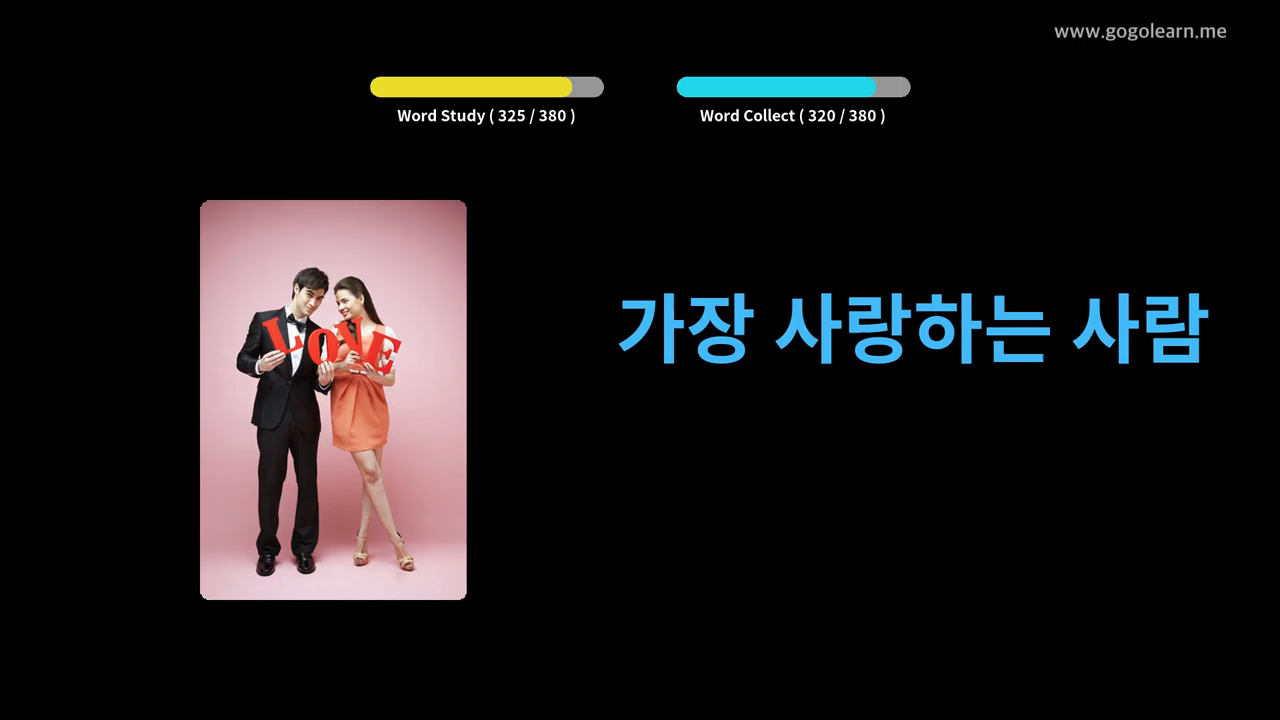 www.gogolearn.me
Word Study ( 325 / 380 )
Word Collect ( 320 / 380 )
LOVE
가장 사랑하는 사람